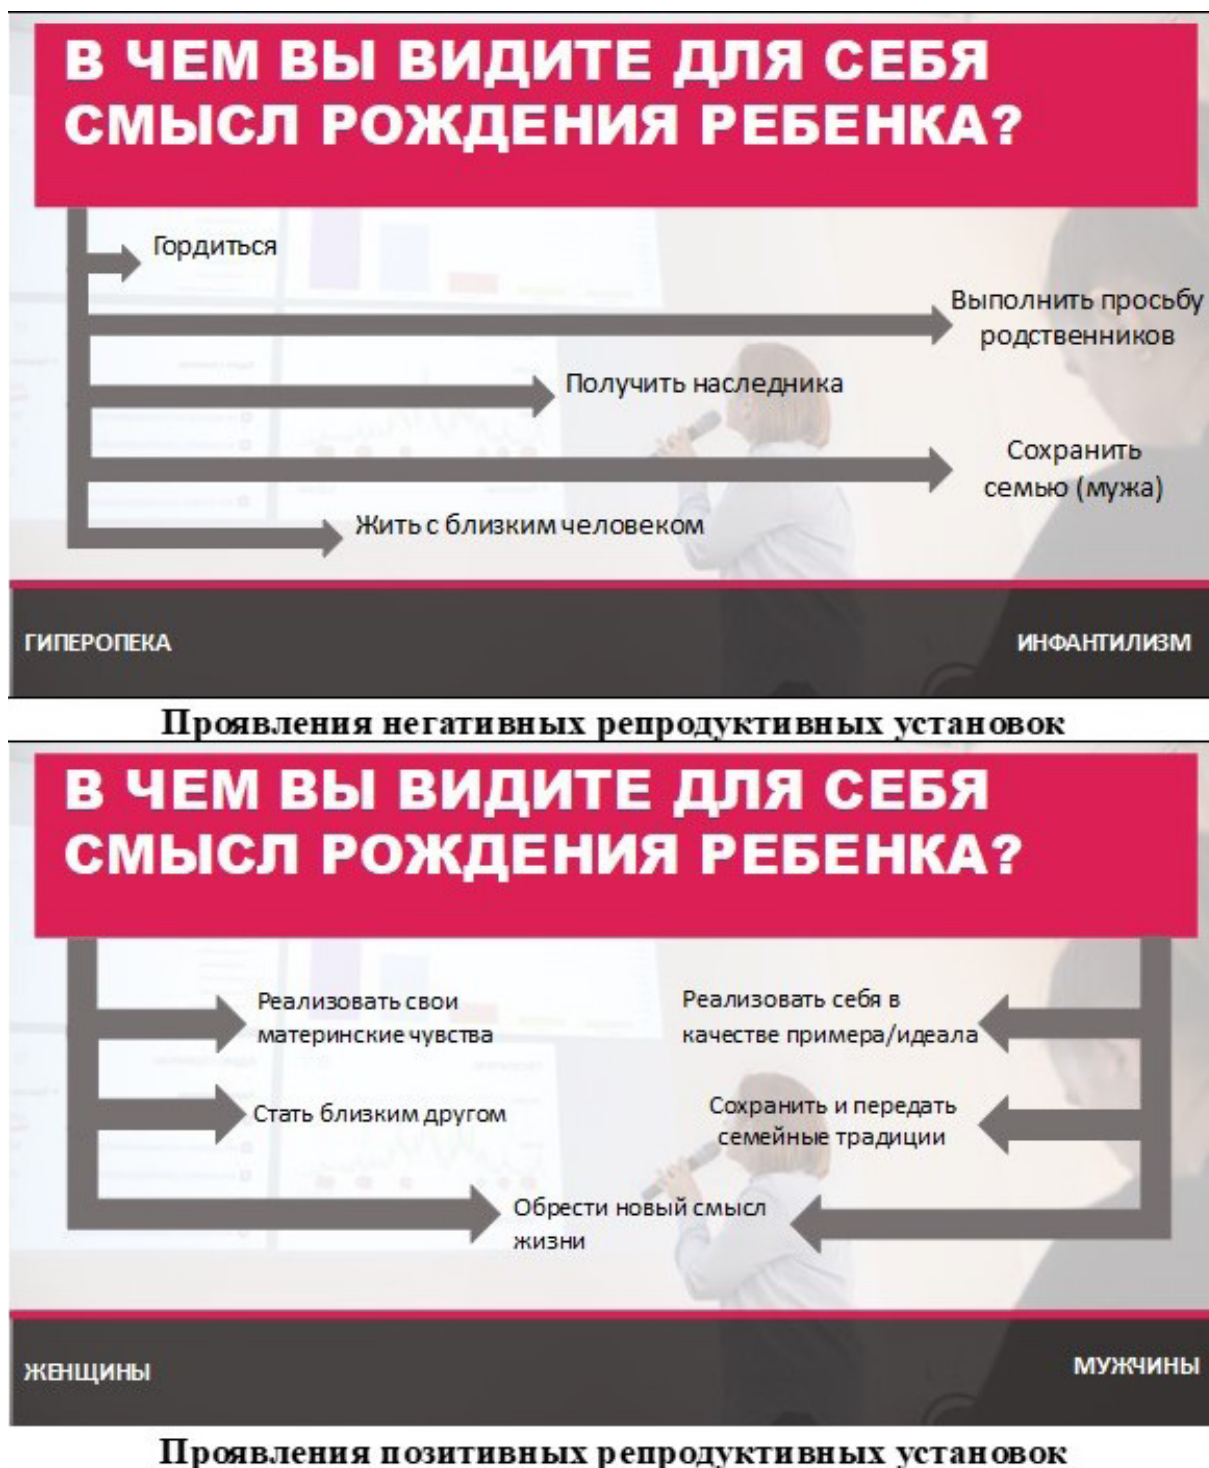 В ЧЕМ ВЫ ВИДИТЕ ДЛЯ СЕБЯ
СМЫСЛ РОЖДЕНИЯ РЕБЕНКА?
Гордиться
Выполнить просьбу
родственников
Получить наследника
Сохранить
семью (мужа)
Жить с близким человеком
ГИПЕРОПЕКА
ИНФАНТИЛИЗМ
Проявления негативных репродуктивных установок
В ЧЕМ ВЫ ВИДИТЕ ДЛЯ СЕБЯ
СМЫСЛ РОЖДЕНИЯ РЕБЕНКА?
Реализовать свои
материнские чувства
Реализовать себя в
качестве примера/идеала
Стать близким другом
Сохранить и передать
семейные традиции
Обрести новый смысл
жизни
ЖЕНЩИНЫ
МУЖЧИНЫ
Проявления позитивных репродуктивных установок